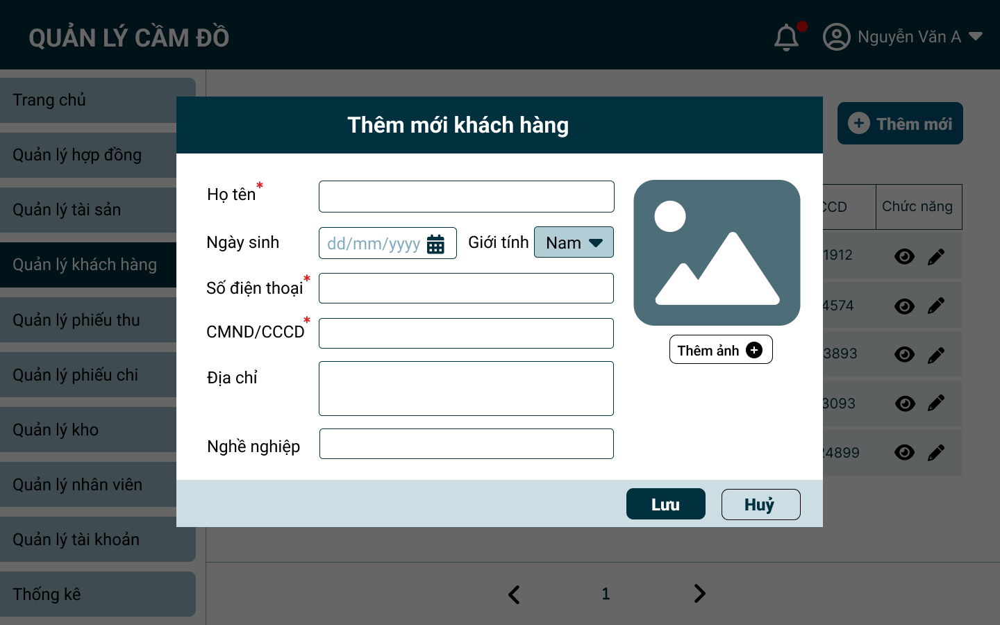 QUẢN LÝ CẦM ĐỒ
Nguyễn Văn A
Trang chủ
Quản lý hợp đồng
Quản lý tài sản
Quản lý khách hàng
Quản lý phiếu thu
Quản lý phiếu chi
Quản lý kho
Quản lý nhân viên
Quản lý tài khoản
Thống kê
Thêm mới
Thêm mới khách hàng
Họ tên*
Ngày sinh dd/mm/yyyy Giới tính Nam
Số điện thoại*
CMND/CCCD*
Địa chỉ
Nghề nghiệp
Thêm ảnh
Lưu Huỷ
CCD Chức năng
1912
4574
3893
3093
24899
1